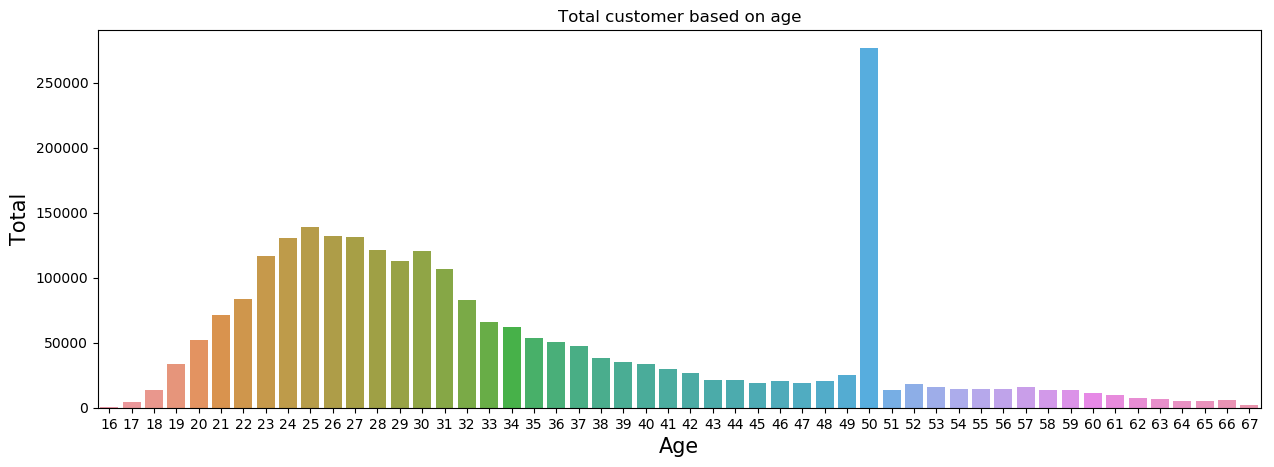 Total customer based on age
Total
250000
200000
150000
100000
50000
0
16 17 18 19 20 21 22 23 24 25 26 27 28 29 30 31 32 33 34 35 36 37 38 39 40 41 42 43 44 45 46 47 48 49 50 51 52 53 54 55 56 57 58 59 60 61 62 63 64 65 66 67
Age